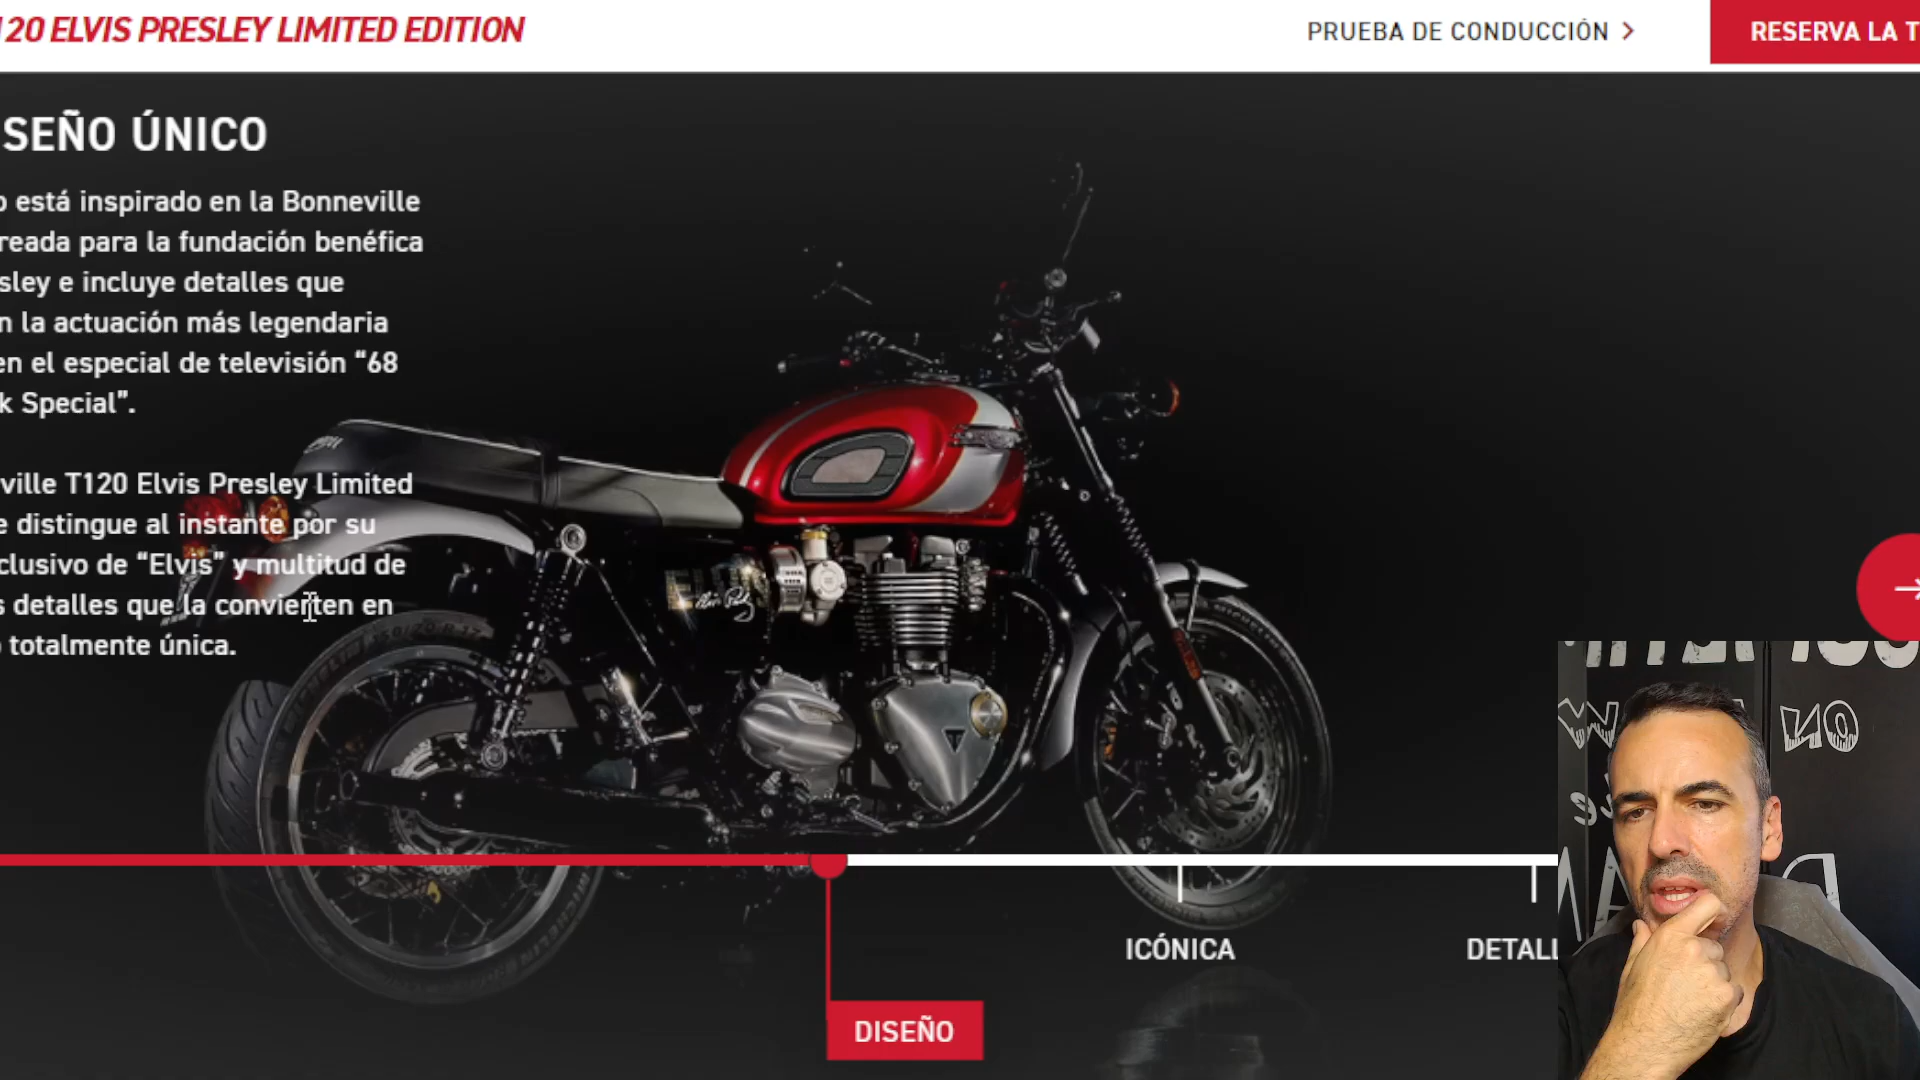 120 ELVIS PRESLEY LIMITED EDITION
PRUEBA DE CONDUCCIÓN
RESERVA LA T
SEÑO ÚNICO
o está inspirado en la Bonneville
reada para la fundación benéfica
sley e incluye detalles que
n la actuación más legendaria
en el especial de televisión “68
k Special”.
ville T120 Elvis Presley Limited
e distingue al instante por su
clusivo de “Elvis” y multitud de
s detalles que la convierten en
o totalmente única.
ICÓNICA
DETALL
DISEÑO